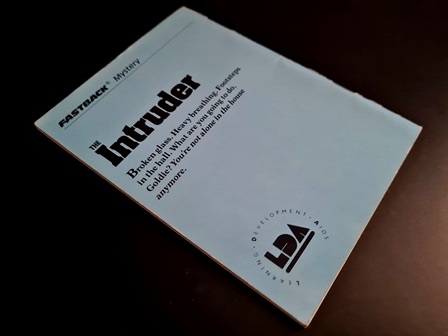 FASTBACK® Mystery
THE
Intruder
Broken glass. Heavy breathing. Footsteps
in the hall. What are you going to do,
Goldie? You're not alone in the house
anymore.
LEARNING · DEVELOPMENT · AIDS
LDA